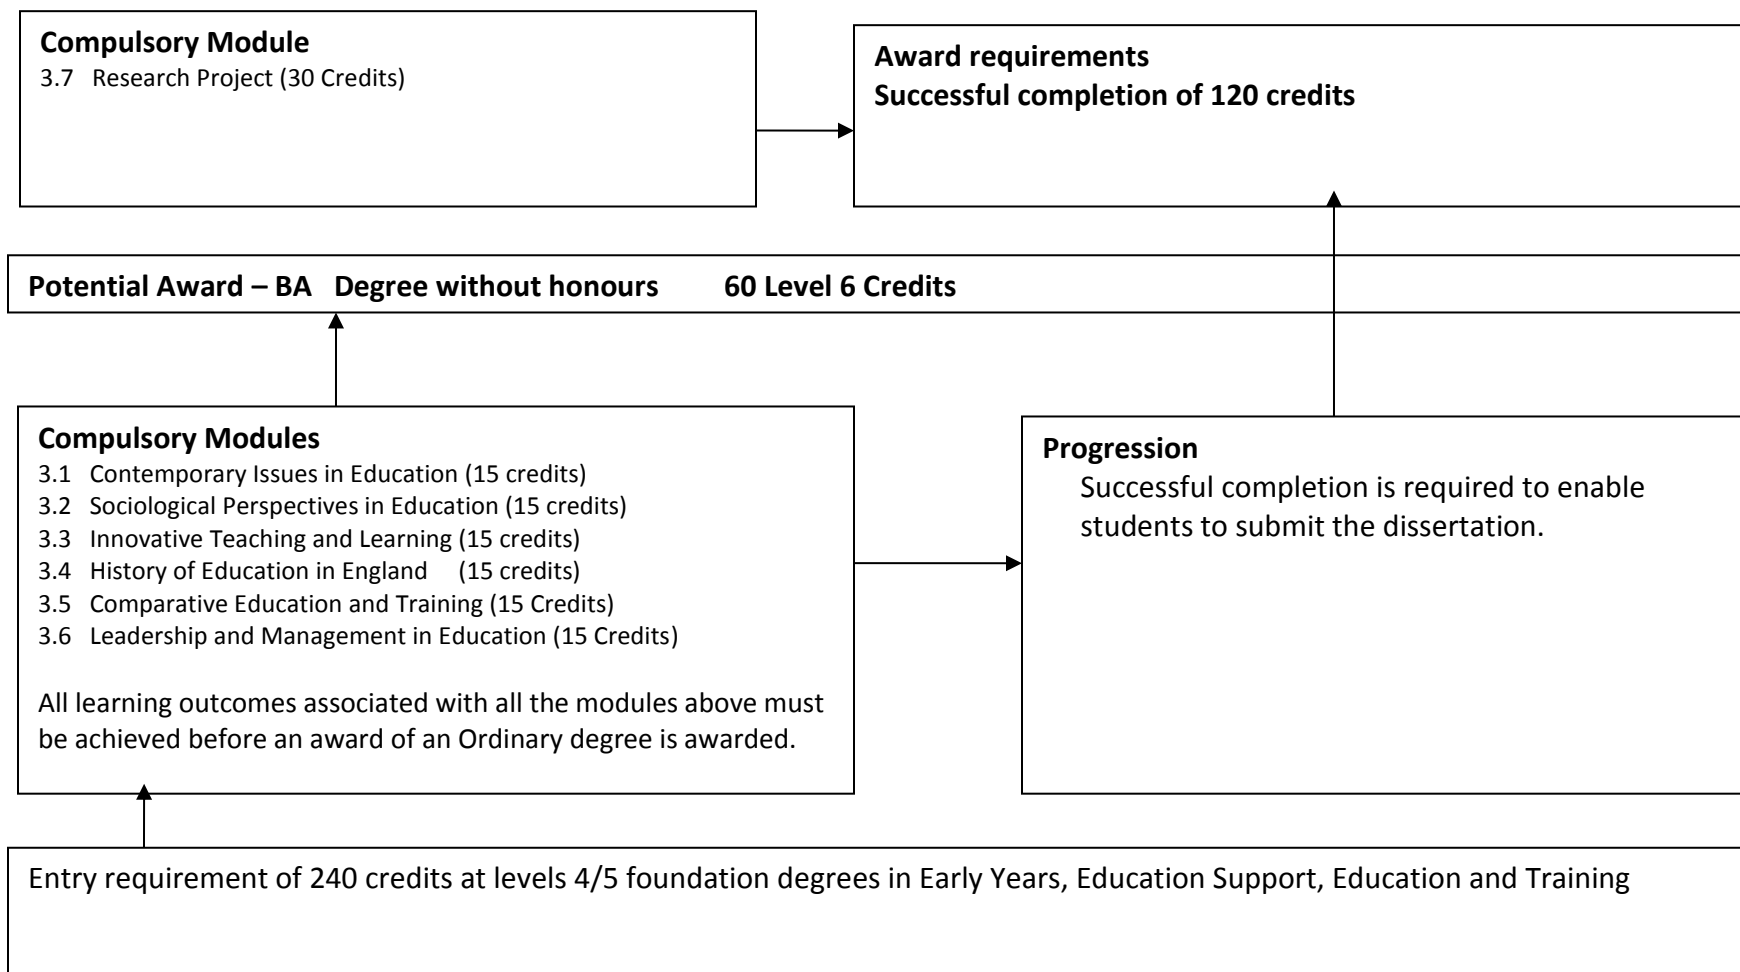 Compulsory Module
3.7 Research Project (30 Credits)
Award requirements
Successful completion of 120 credits
Potential Award – BA Degree without honours 60 Level 6 Credits
Compulsory Modules
3.1 Contemporary Issues in Education (15 credits)
3.2 Sociological Perspectives in Education (15 credits)
3.3 Innovative Teaching and Learning (15 credits)
3.4 History of Education in England (15 credits)
3.5 Comparative Education and Training (15 Credits)
3.6 Leadership and Management in Education (15 Credits)
All learning outcomes associated with all the modules above must
be achieved before an award of an Ordinary degree is awarded.
Progression
Successful completion is required to enable
students to submit the dissertation.
Entry requirement of 240 credits at levels 4/5 foundation degrees in Early Years, Education Support, Education and Training